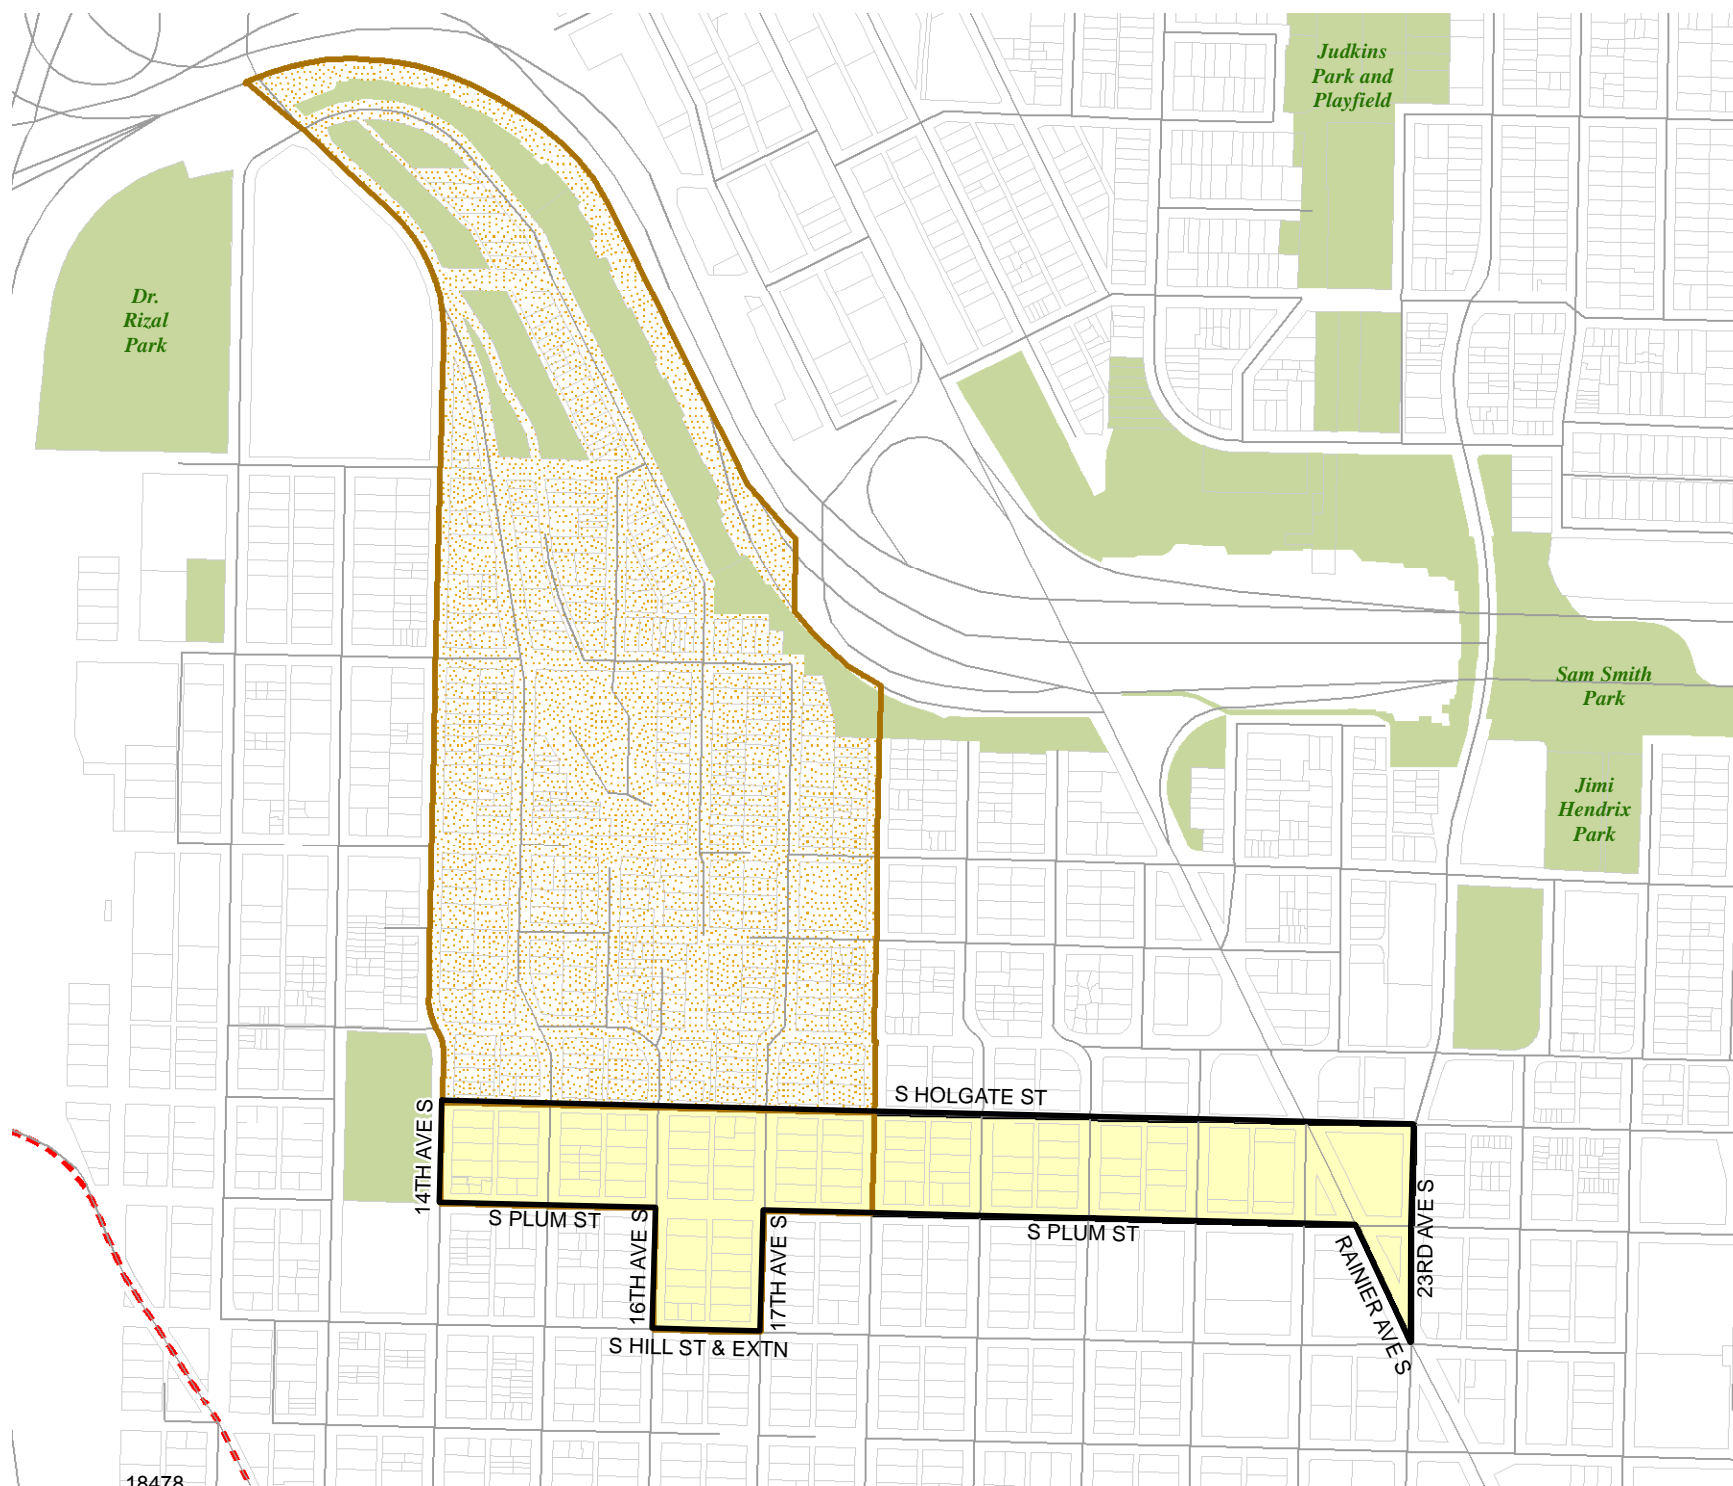 Judkins
Park and
Playfield
Dr.
Rizal
Park
Sam Smith
Park
Jimi
Hendrix
Park
S HOLGATE ST
14TH AVE S
S PLUM ST
16TH AVE S
17TH AVE S
S PLUM ST
23RD AVE S
RAINIER AVE S
S HILL ST & EXTN
18478